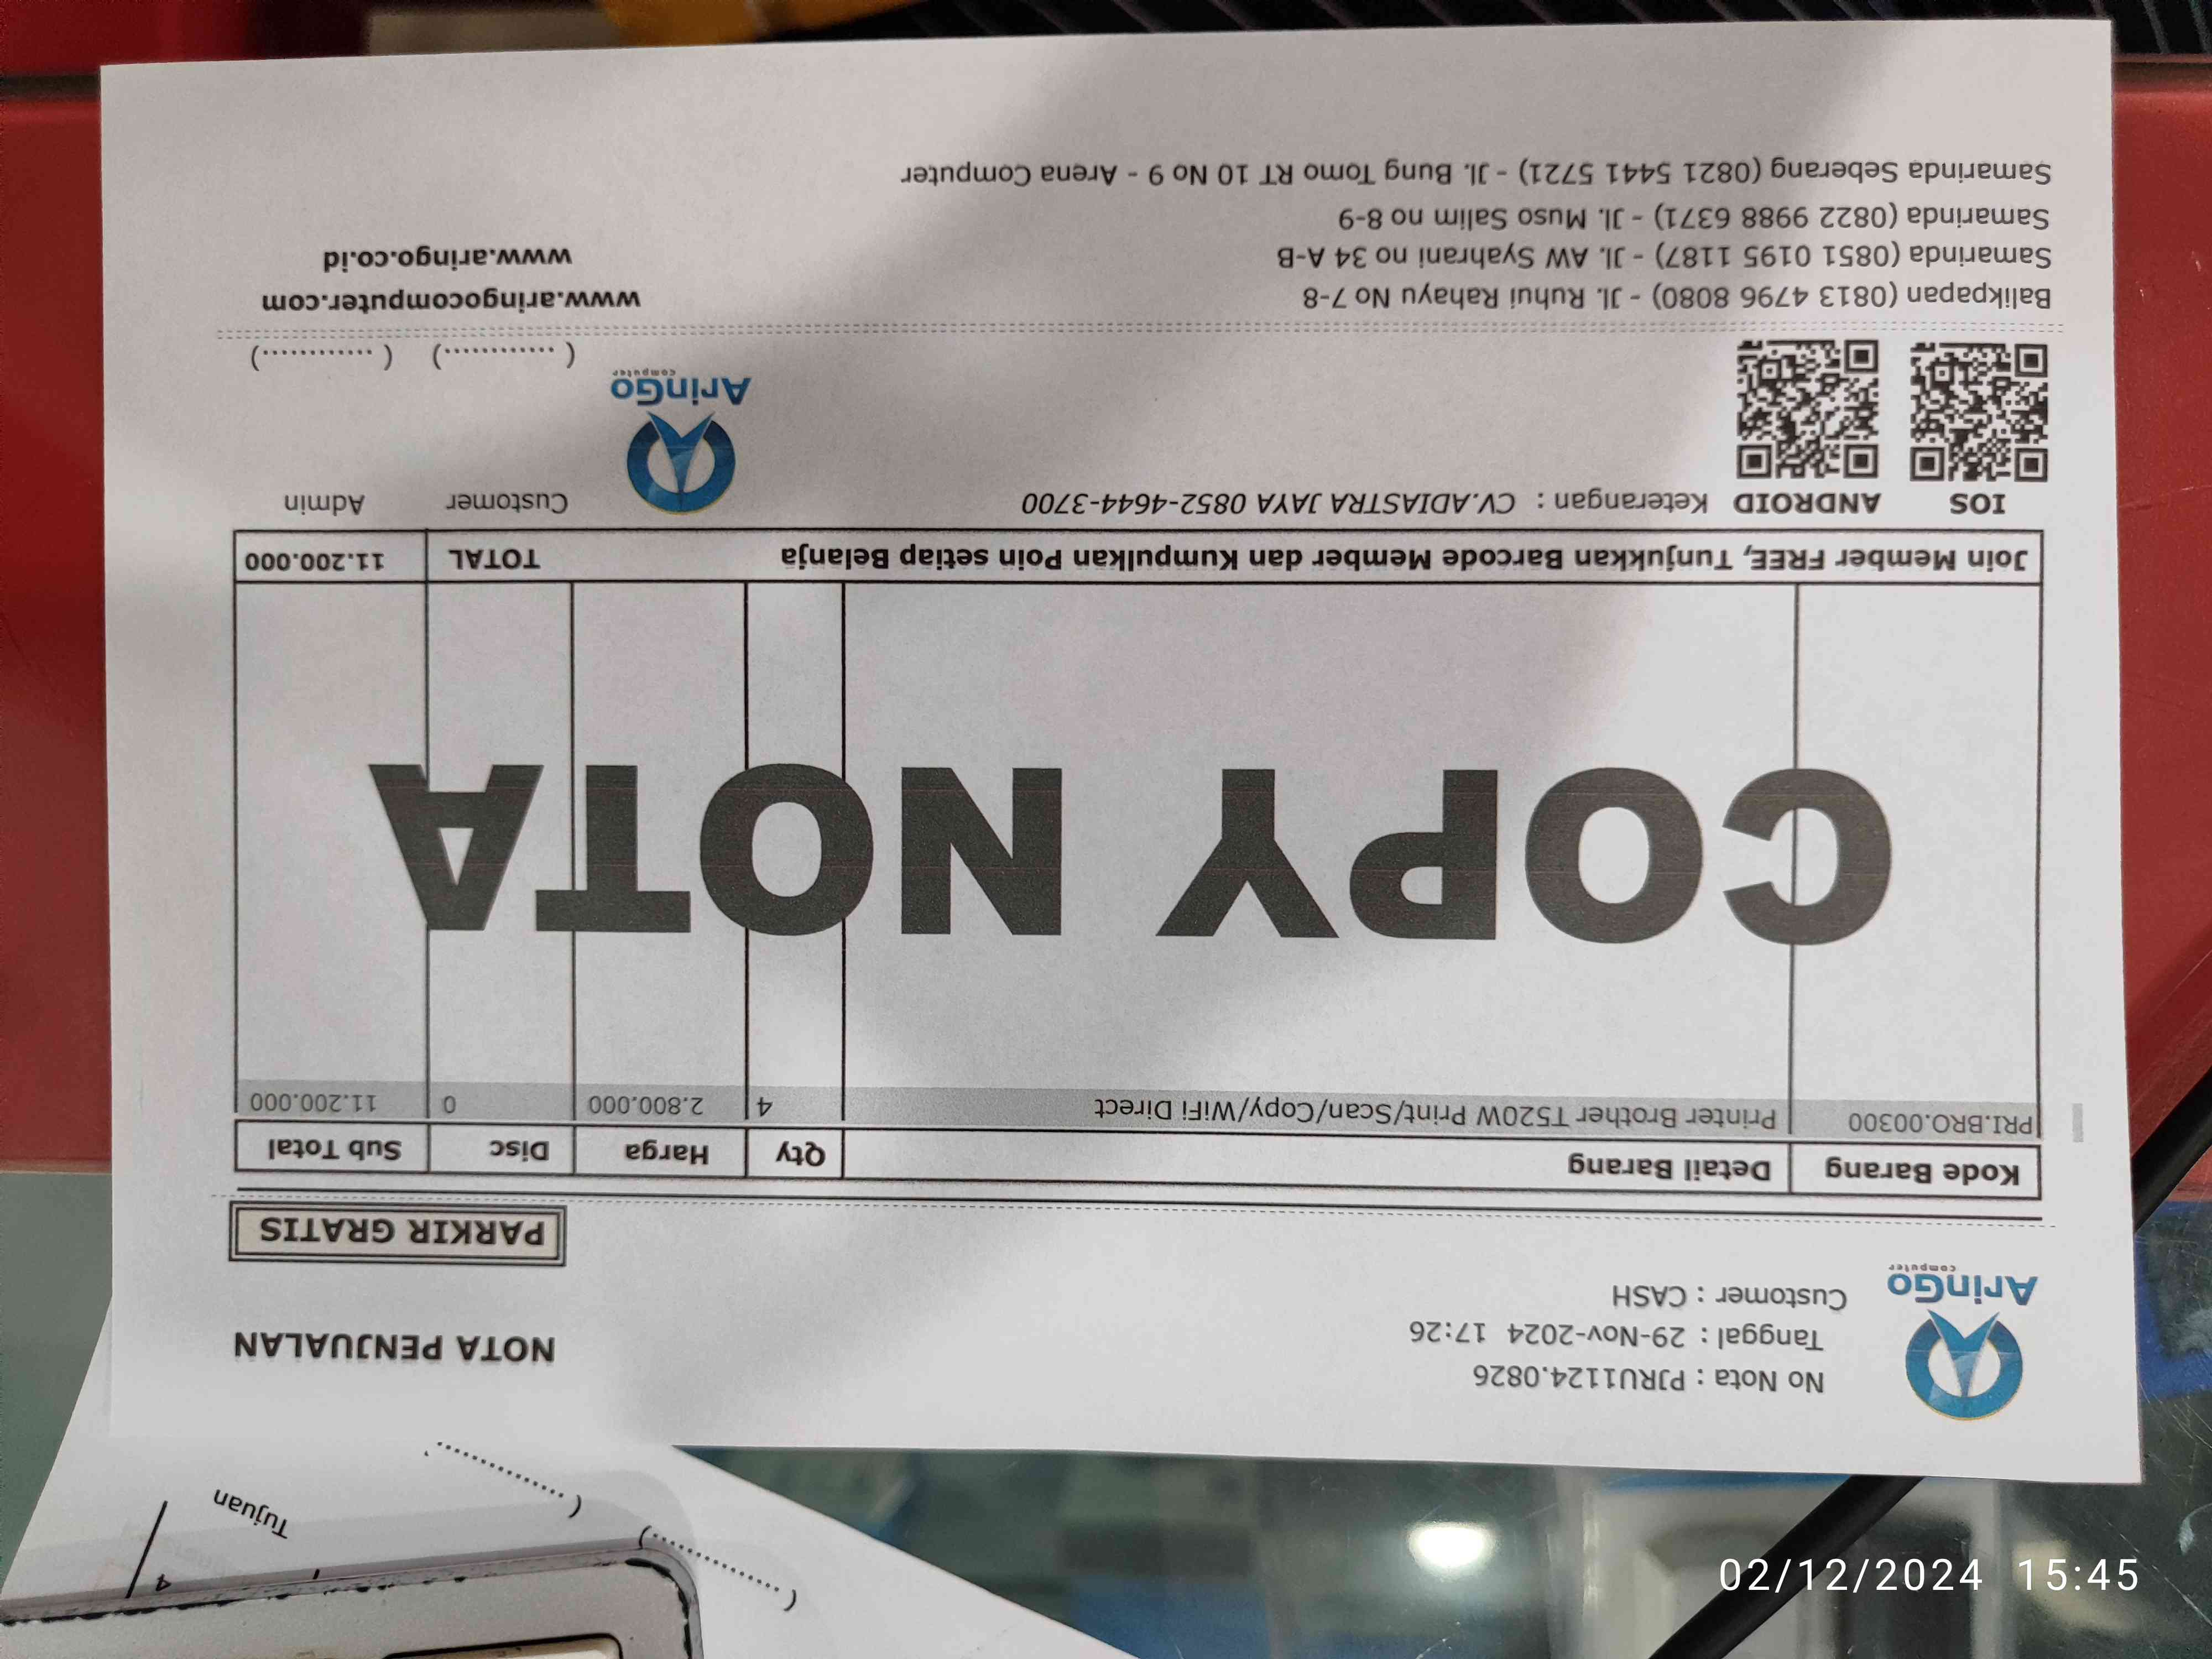 ArinGo
computer
No Nota : PJRU1124.0826
Tanggal : 29-Nov-2024 17:26
Customer : CASH
NOTA PENJUALAN
PARKIR GRATIS
Kode Barang Detail Barang Qty Harga Disc Sub Total
PRI.BRO.00300 Printer Brother T520W Print/Scan/Copy/WiFi Direct 4 2.800.000 0 11.200.000
COPY NOTA
Join Member FREE, Tunjukkan Barcode Member dan Kumpulkan Poin setiap Belanja TOTAL 11.200.000
IOS ANDROID Keterangan : CV.ADIASTRA JAYA 0852-4644-3700
Customer Admin
ArinGo
computer
(..............) (..............)
Balikpapan (0813 4796 8080) - Jl. Ruhui Rahayu No 7-8
Samarinda (0851 0195 1187) - Jl. AW Syahrani no 34 A-B
Samarinda (0822 9988 6371) - Jl. Muso Salim no 8-9
Samarinda Seberang (0821 5441 5721) - Jl. Bung Tomo RT 10 No 9 - Arena Computer
www.aringocomputer.com
www.aringo.co.id
Tujuan
4
02/12/2024 15:45